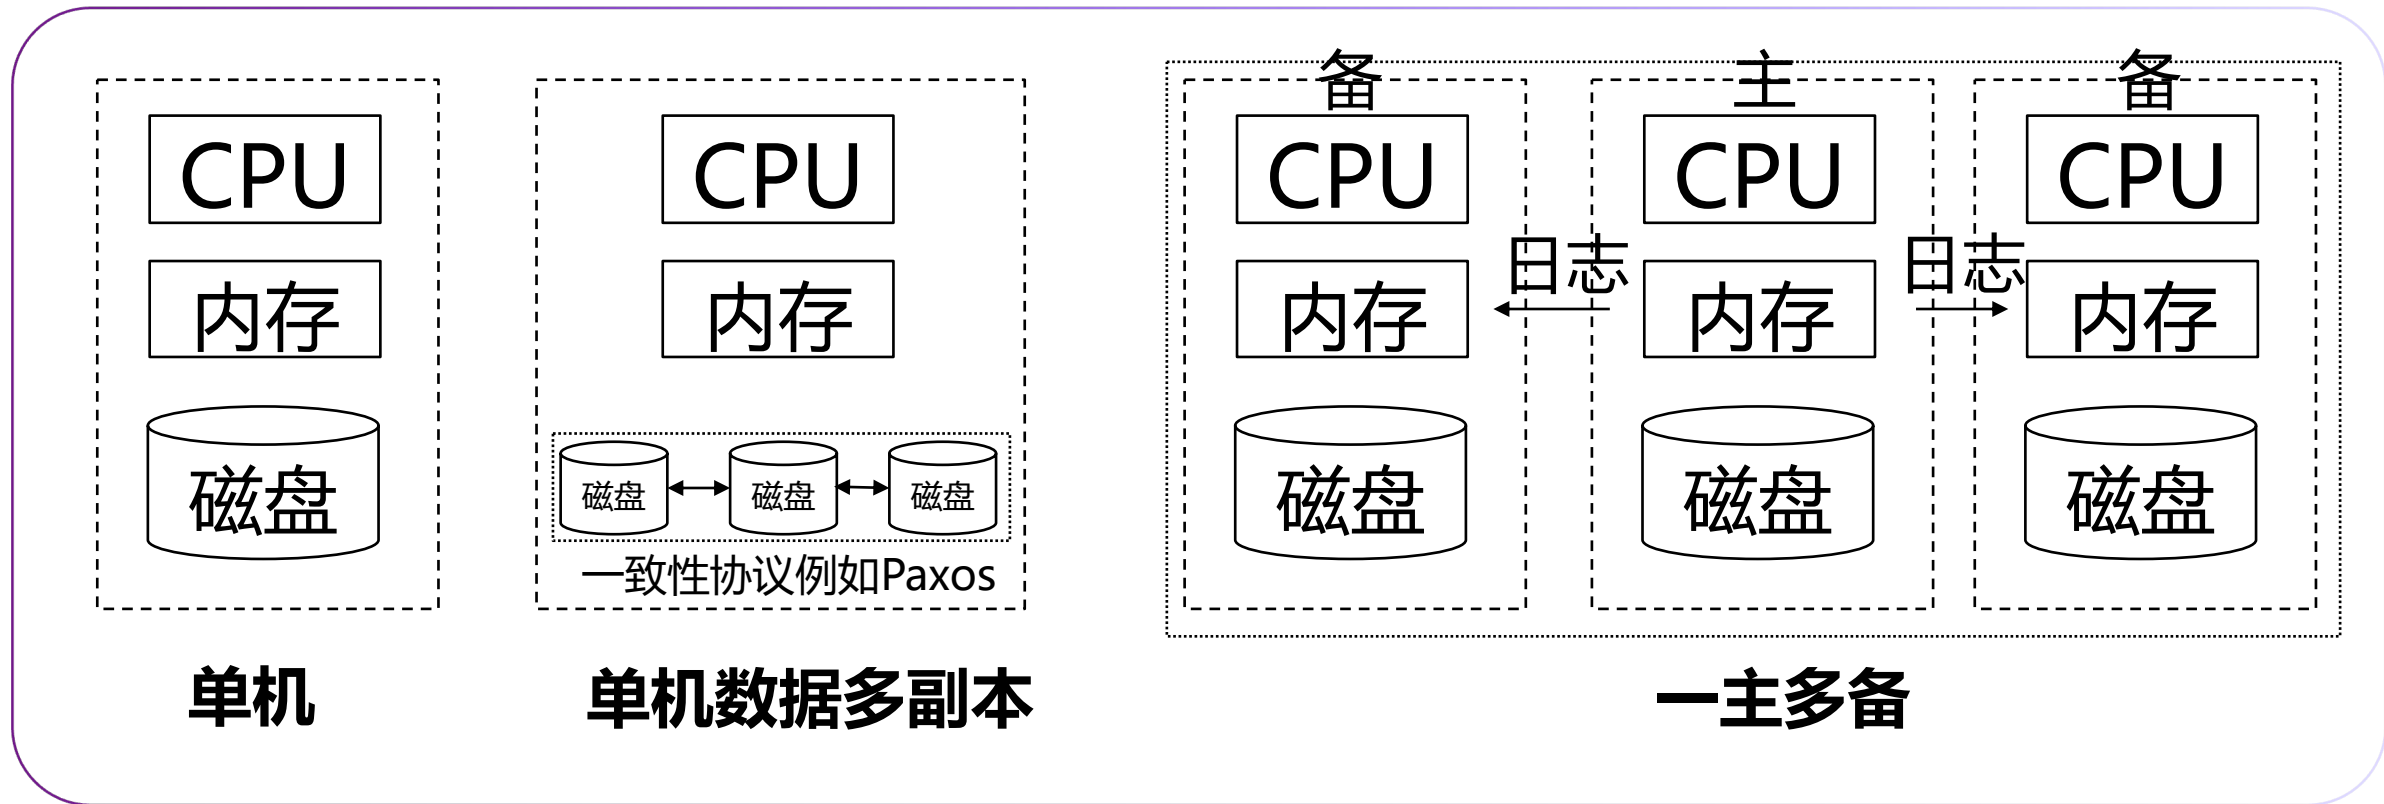 CPU
内存
磁盘
单机
CPU
内存
磁盘 磁盘 磁盘
一致性协议例如Paxos
单机数据多副本
备 主 备
CPU CPU CPU
日志 日志
内存 内存 内存
磁盘 磁盘 磁盘
一主多备